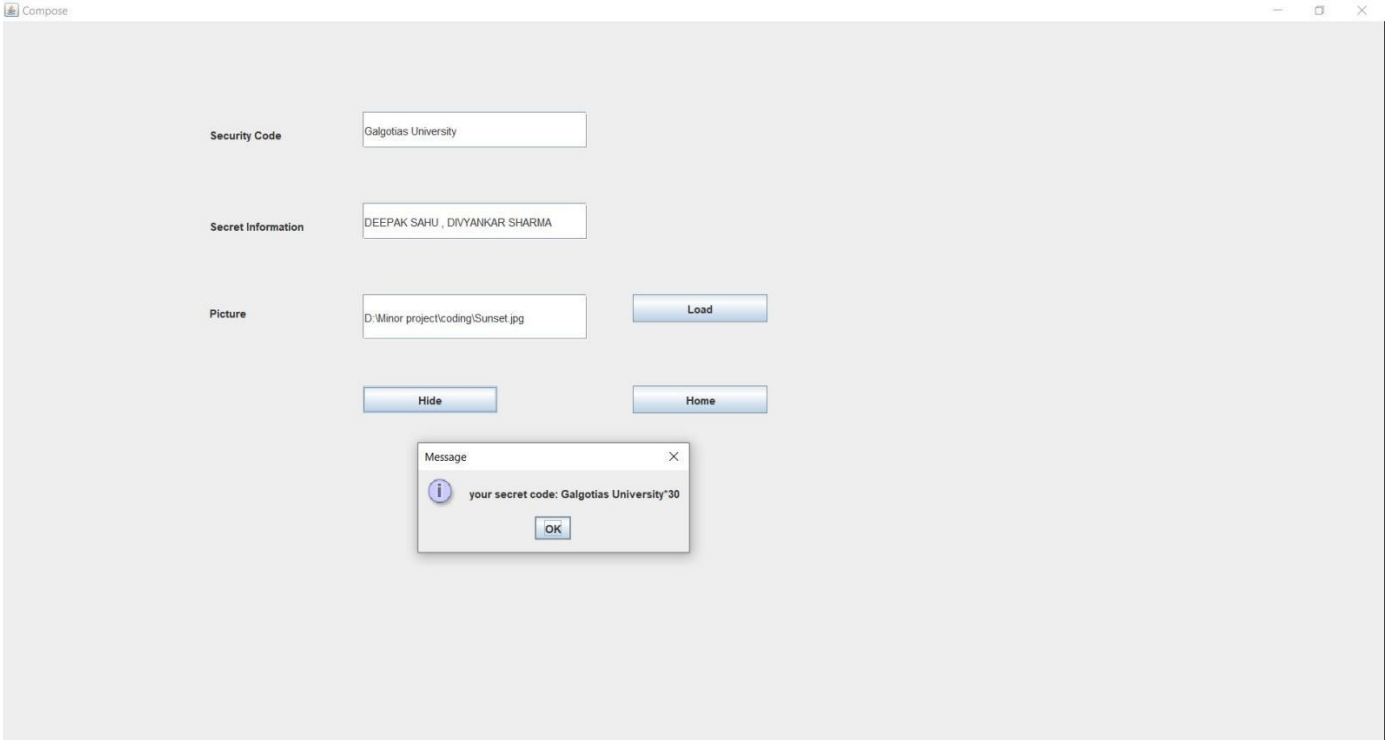 Compose
Security Code
Galgotias University
Secret Information
DEEPAK SAHU , DIVYANKAR SHARMA
Picture
D:\Minor project\coding\Sunset.jpg
Load
Hide
Home
Message
your secret code: Galgotias University*30
OK